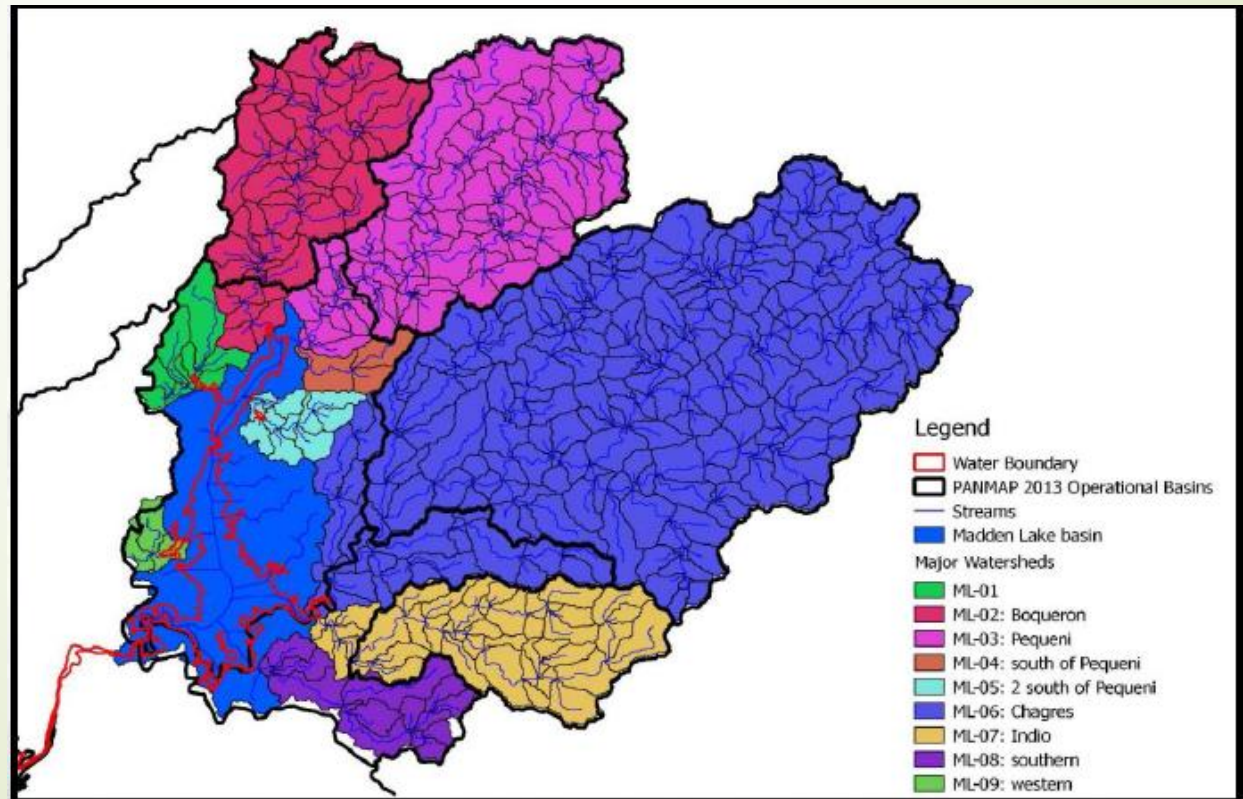 Legend
Water Boundary
PANMAP 2013 Operational Basins
Streams
Madden Lake basin
Major Watersheds
ML-01
ML-02: Boqueron
ML-03: Pequeni
ML-04: south of Pequeni
ML-05: 2 south of Pequeni
ML-06: Chagres
ML-07: Indio
ML-08: southern
ML-09: western